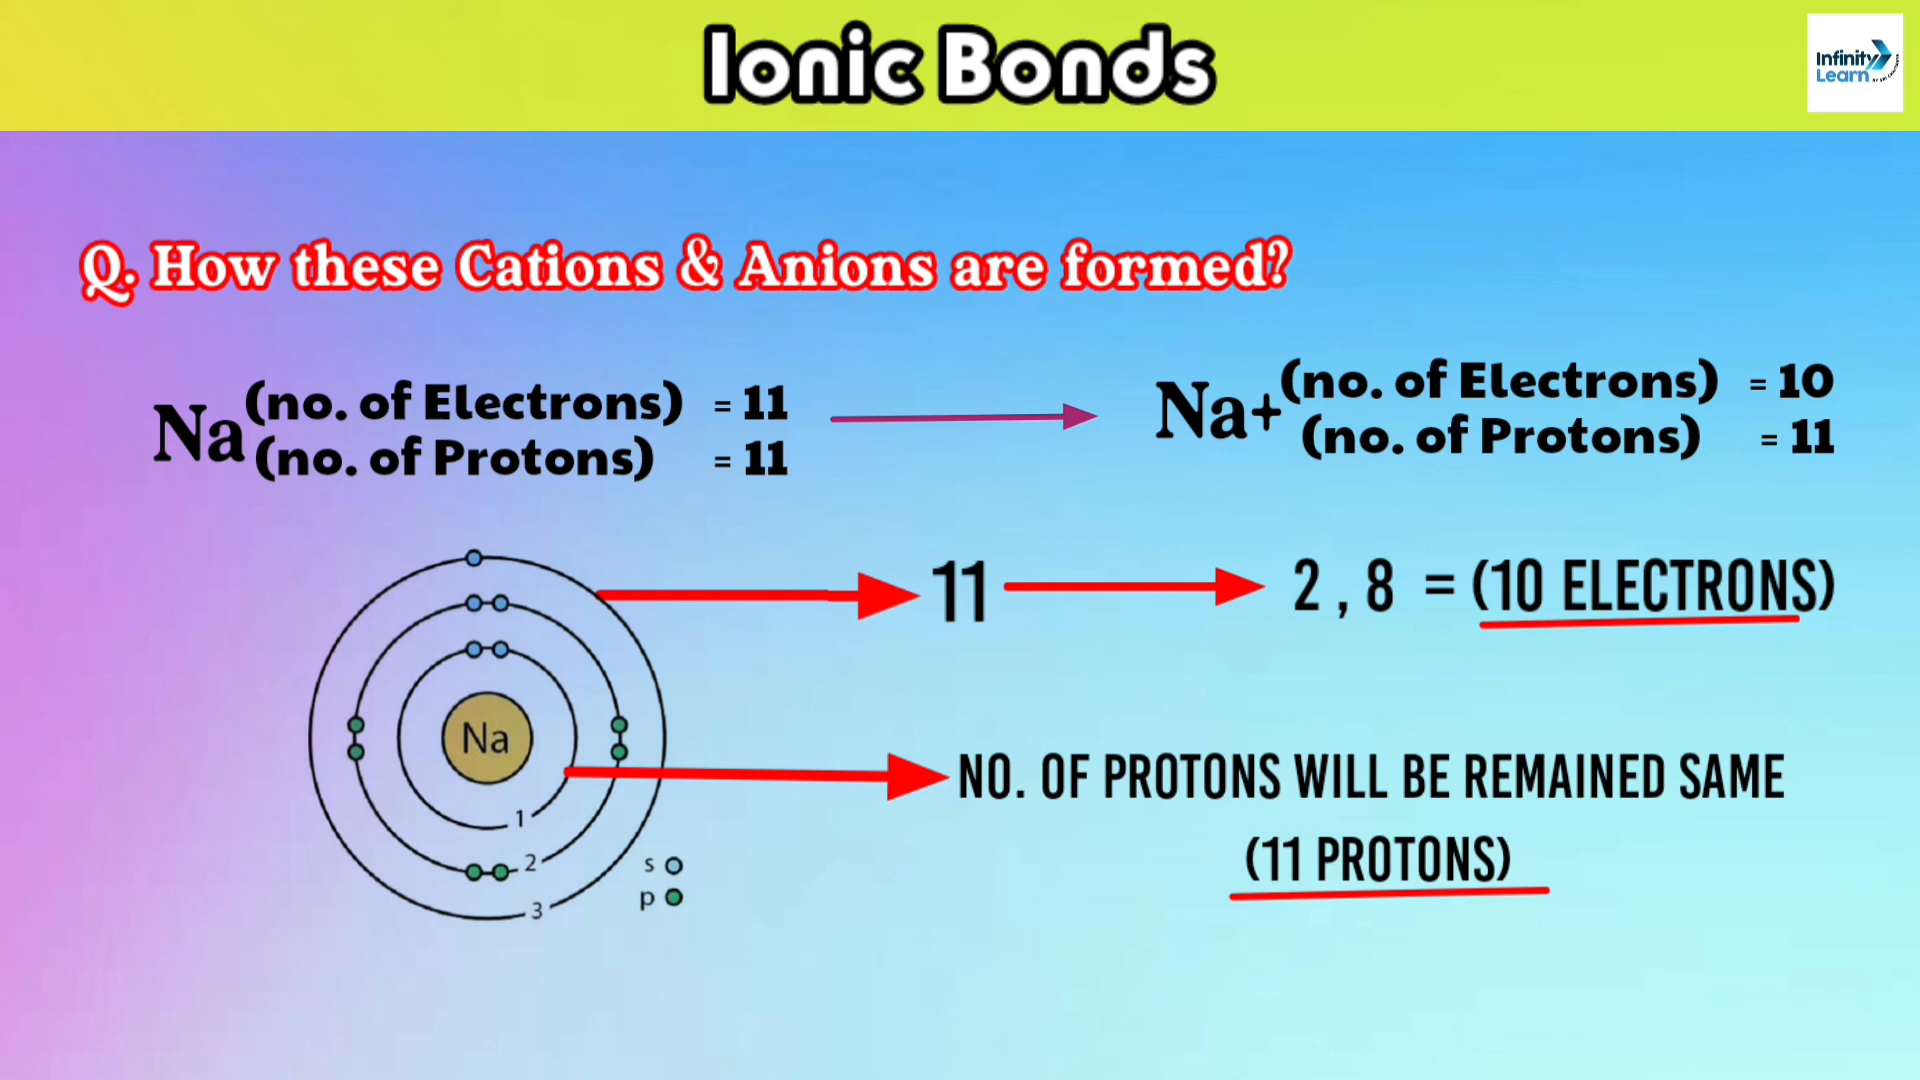 Ionic Bonds
Infinity
Learn
Q. How these Cations & Anions are formed?
Na (no. of Electrons) = 11
(no. of Protons) = 11
Na+ (no. of Electrons) = 10
(no. of Protons) = 11
11
2 , 8 = (10 ELECTRONS)
Na
NO. OF PROTONS WILL BE REMAINED SAME
(11 PROTONS)
1
2
3
s
p